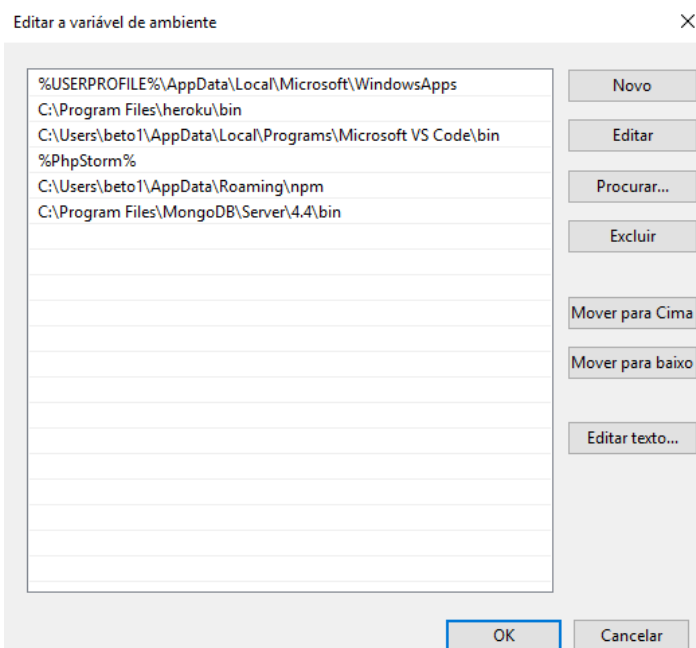 Editar a variável de ambiente
%USERPROFILE%\AppData\Local\Microsoft\WindowsApps
C:\Program Files\heroku\bin
C:\Users\beto1\AppData\Local\Programs\Microsoft VS Code\bin
%PhpStorm%
C:\Users\beto1\AppData\Roaming\npm
C:\Program Files\MongoDB\Server\4.4\bin
Novo
Editar
Procurar...
Excluir
Mover para Cima
Mover para baixo
Editar texto...
OK
Cancelar